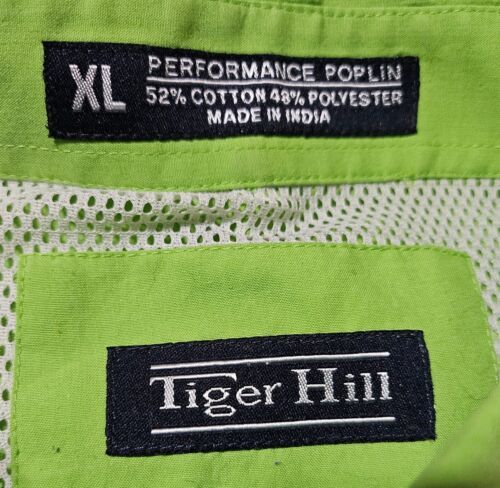 XL
PERFORMANCE POPLIN
52% COTTON 48% POLYESTER
MADE IN INDIA
Tiger Hill